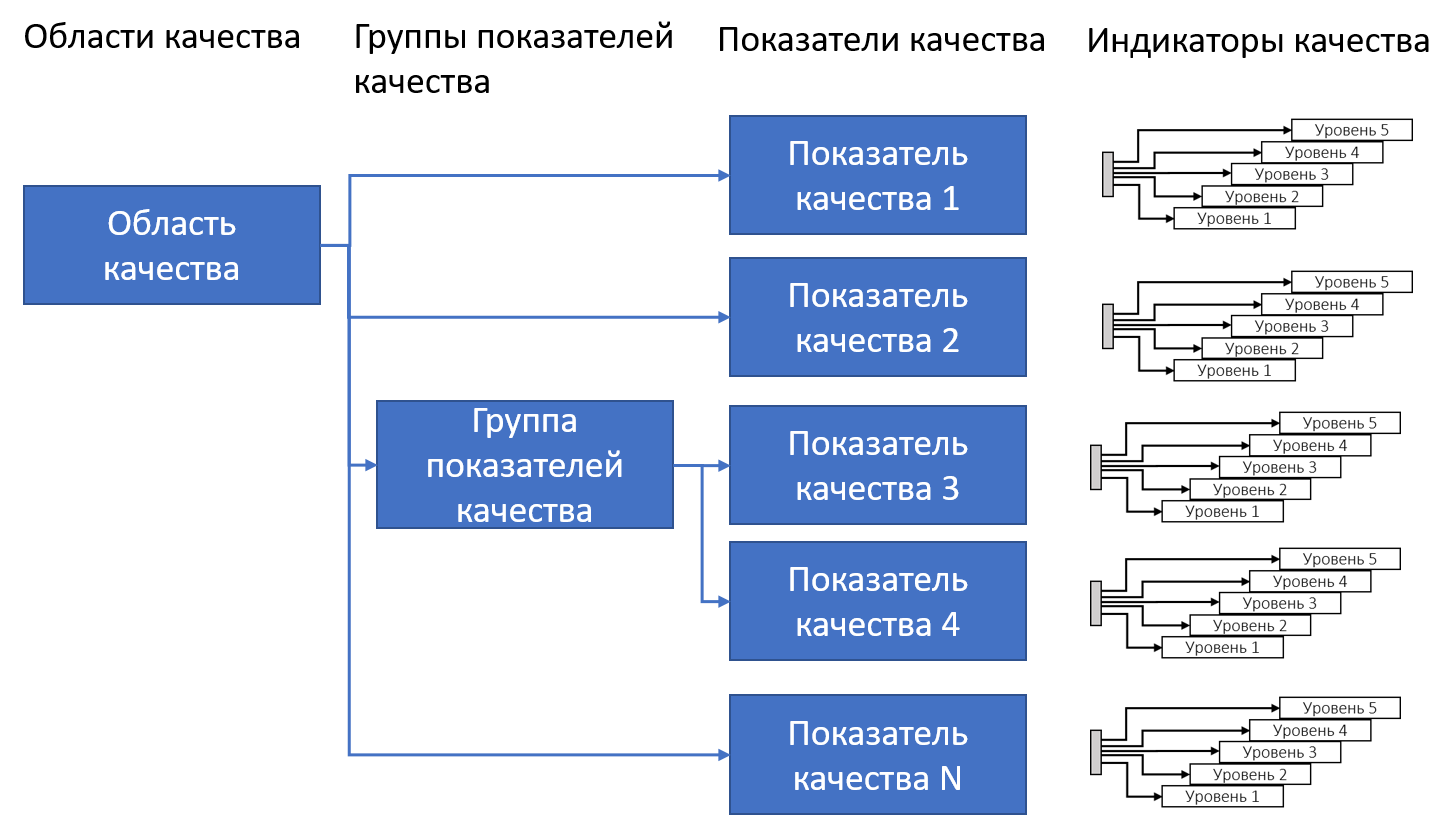 Области качества
Группы показателей
качества
Показатели качества
Индикаторы качества
Область
качества
Группа
показателей
качества
Показатель
качества 1
Уровень 5
Уровень 4
Уровень 3
Уровень 2
Уровень 1
Показатель
качества 2
Уровень 5
Уровень 4
Уровень 3
Уровень 2
Уровень 1
Показатель
качества 3
Уровень 5
Уровень 4
Уровень 3
Уровень 2
Уровень 1
Показатель
качества 4
Уровень 5
Уровень 4
Уровень 3
Уровень 2
Уровень 1
Показатель
качества N
Уровень 5
Уровень 4
Уровень 3
Уровень 2
Уровень 1